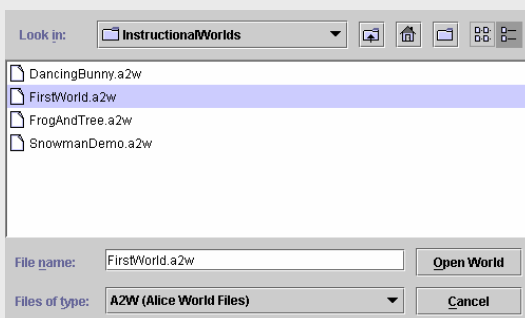 Look in: InstructionalWorlds
DancingBunny.a2w
FirstWorld.a2w
FrogAndTree.a2w
SnowmanDemo.a2w
File name: FirstWorld.a2w Open World
Files of type: A2W (Alice World Files) Cancel